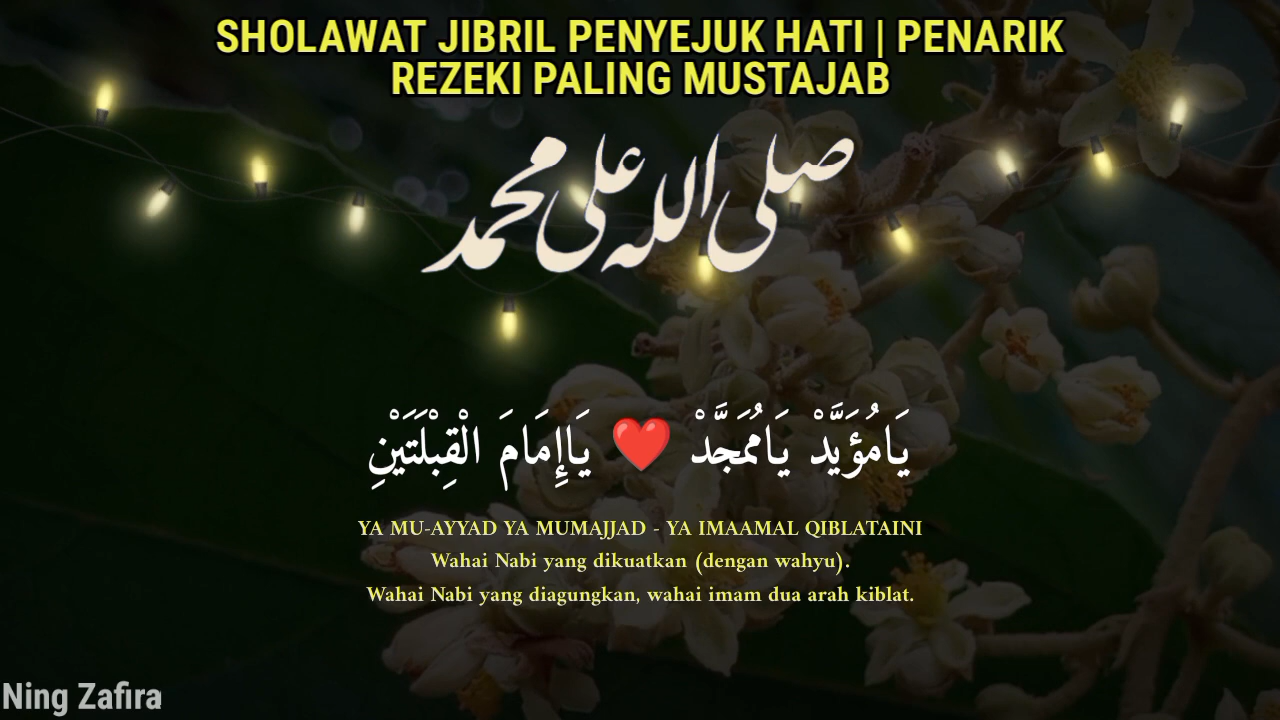 SHOLAWAT JIBRIL PENYEJUK HATI | PENARIK
REZEKI PALING MUSTAJAB
صلى الله على محمد
يَامُؤَيَّدْ يَامُمَجَّدْ ❤️ يَاإِمَامَ الْقِبْلَتَيْنِ
YA MU-AYYAD YA MUMAJJAD - YA IMAAMAL QIBLATAINI
Wahai Nabi yang dikuatkan (dengan wahyu).
Wahai Nabi yang diagungkan, wahai imam dua arah kiblat.
Ning Zafira